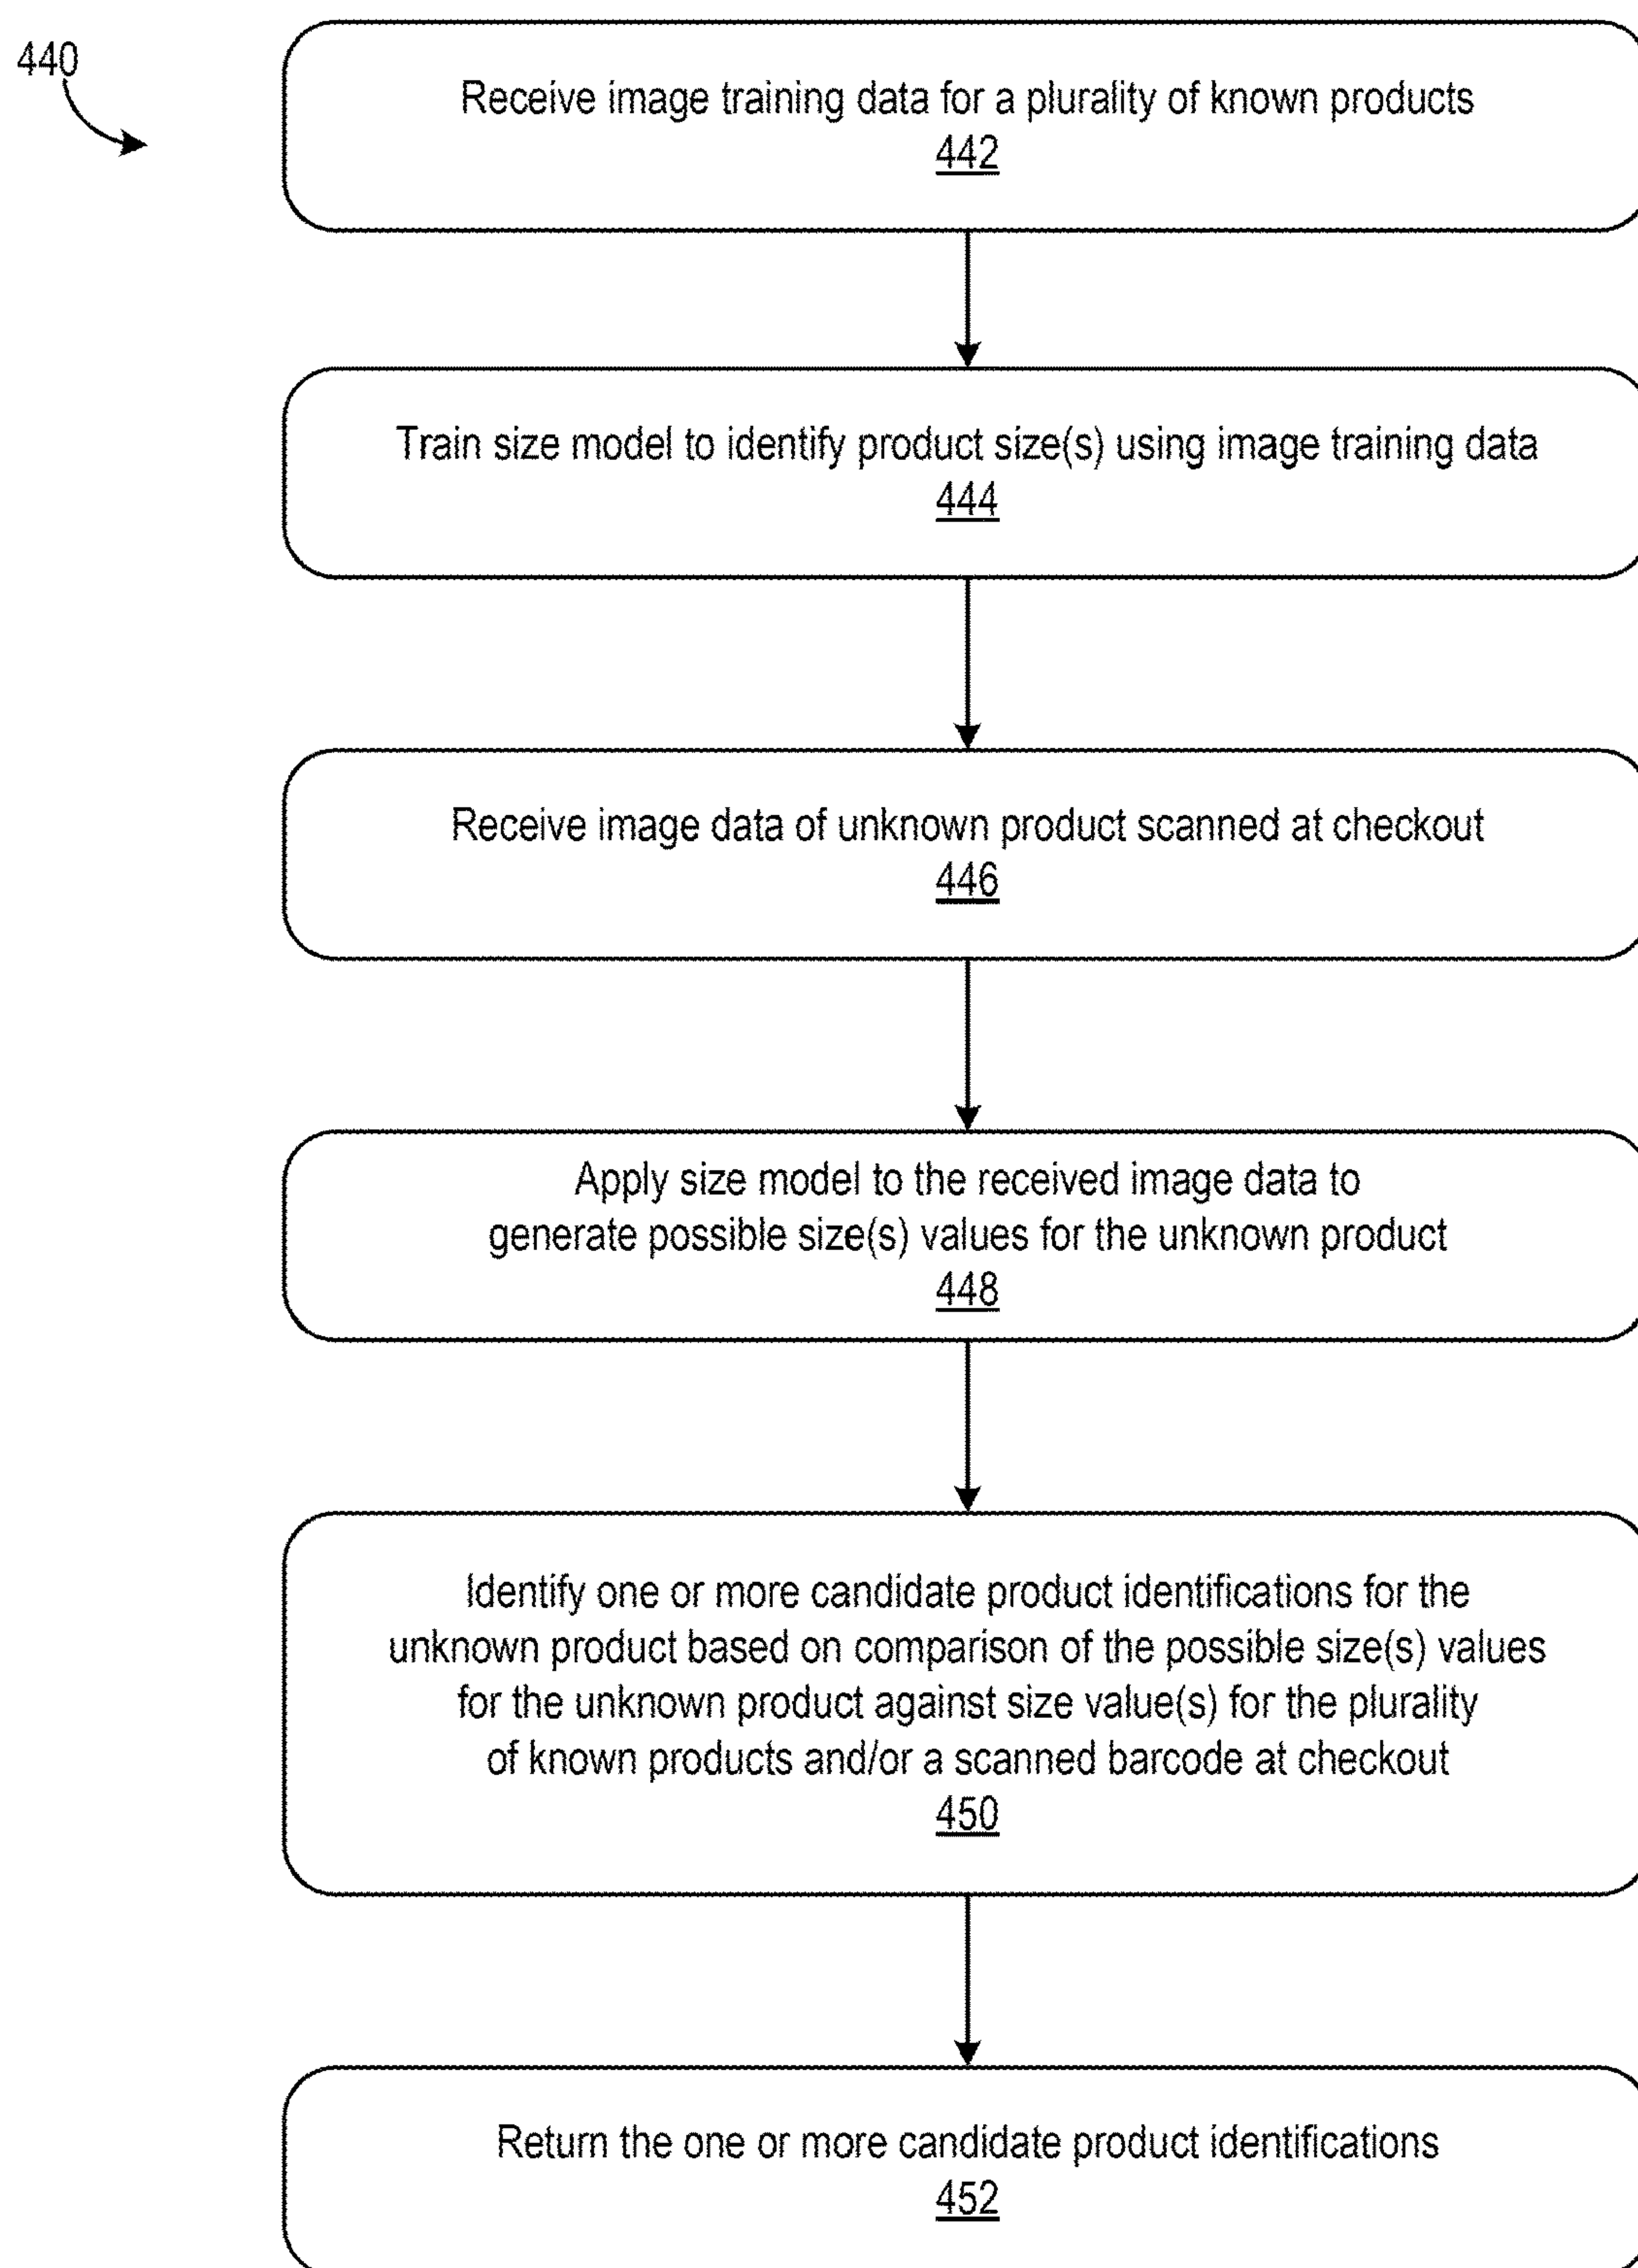 440
Receive image training data for a plurality of known products
442
Train size model to identify product size(s) using image training data
444
Receive image data of unknown product scanned at checkout
446
Apply size model to the received image data to
generate possible size(s) values for the unknown product
448
Identify one or more candidate product identifications for the
unknown product based on comparison of the possible size(s) values
for the unknown product against size value(s) for the plurality
of known products and/or a scanned barcode at checkout
450
Return the one or more candidate product identifications
452